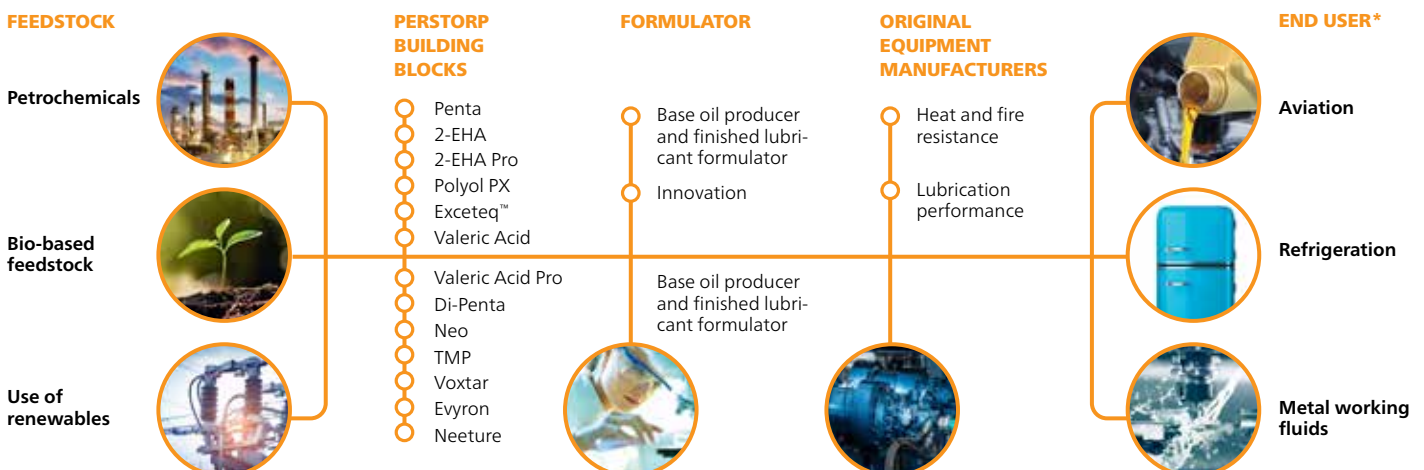 FEEDSTOCK
Petrochemicals
Bio-based
feedstock
Use of
renewables
PERSTORP
BUILDING
BLOCKS
Penta
2-EHA
2-EHA Pro
Polyol PX
Exceteq™
Valeric Acid
Valeric Acid Pro
Di-Penta
Neo
TMP
Voxtar
Evyron
Neeture
FORMULATOR
Base oil producer
and finished lubri-
cant formulator
Innovation
Base oil producer
and finished lubri-
cant formulator
ORIGINAL
EQUIPMENT
MANUFACTURERS
Heat and fire
resistance
Lubrication
performance
END USER*
Aviation
Refrigeration
Metal working
fluids